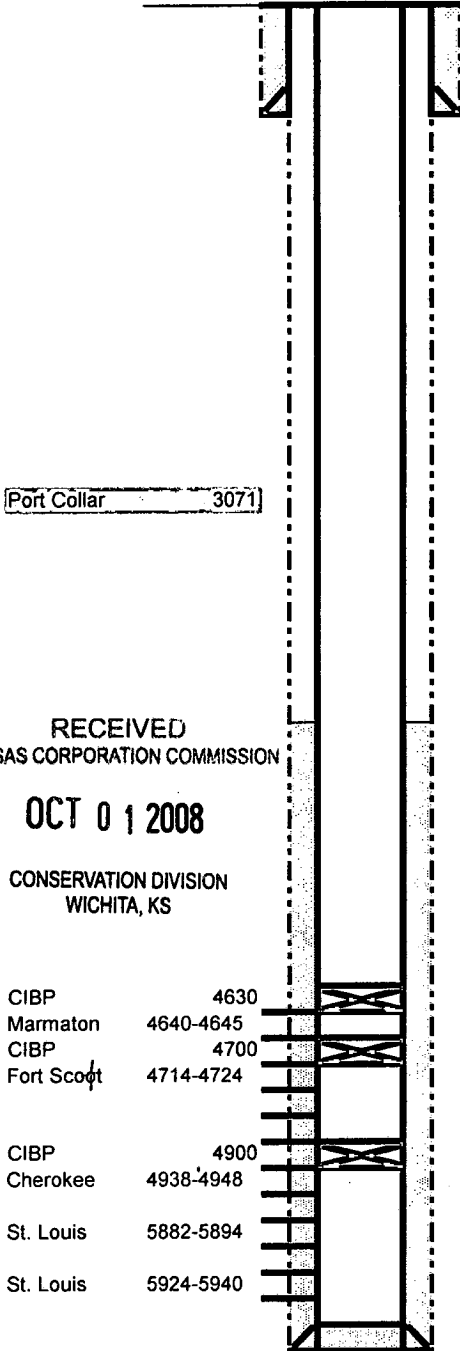 Port Collar 3071
RECEIVED
SAS CORPORATION COMMISSION
OCT 0 1 2008
CONSERVATION DIVISION
WICHITA, KS
CIBP 4630
Marmaton 4640-4645
CIBP 4700
Fort Scott 4714-4724
CIBP 4900
Cherokee 4938-4948
St. Louis 5882-5894
St. Louis 5924-5940